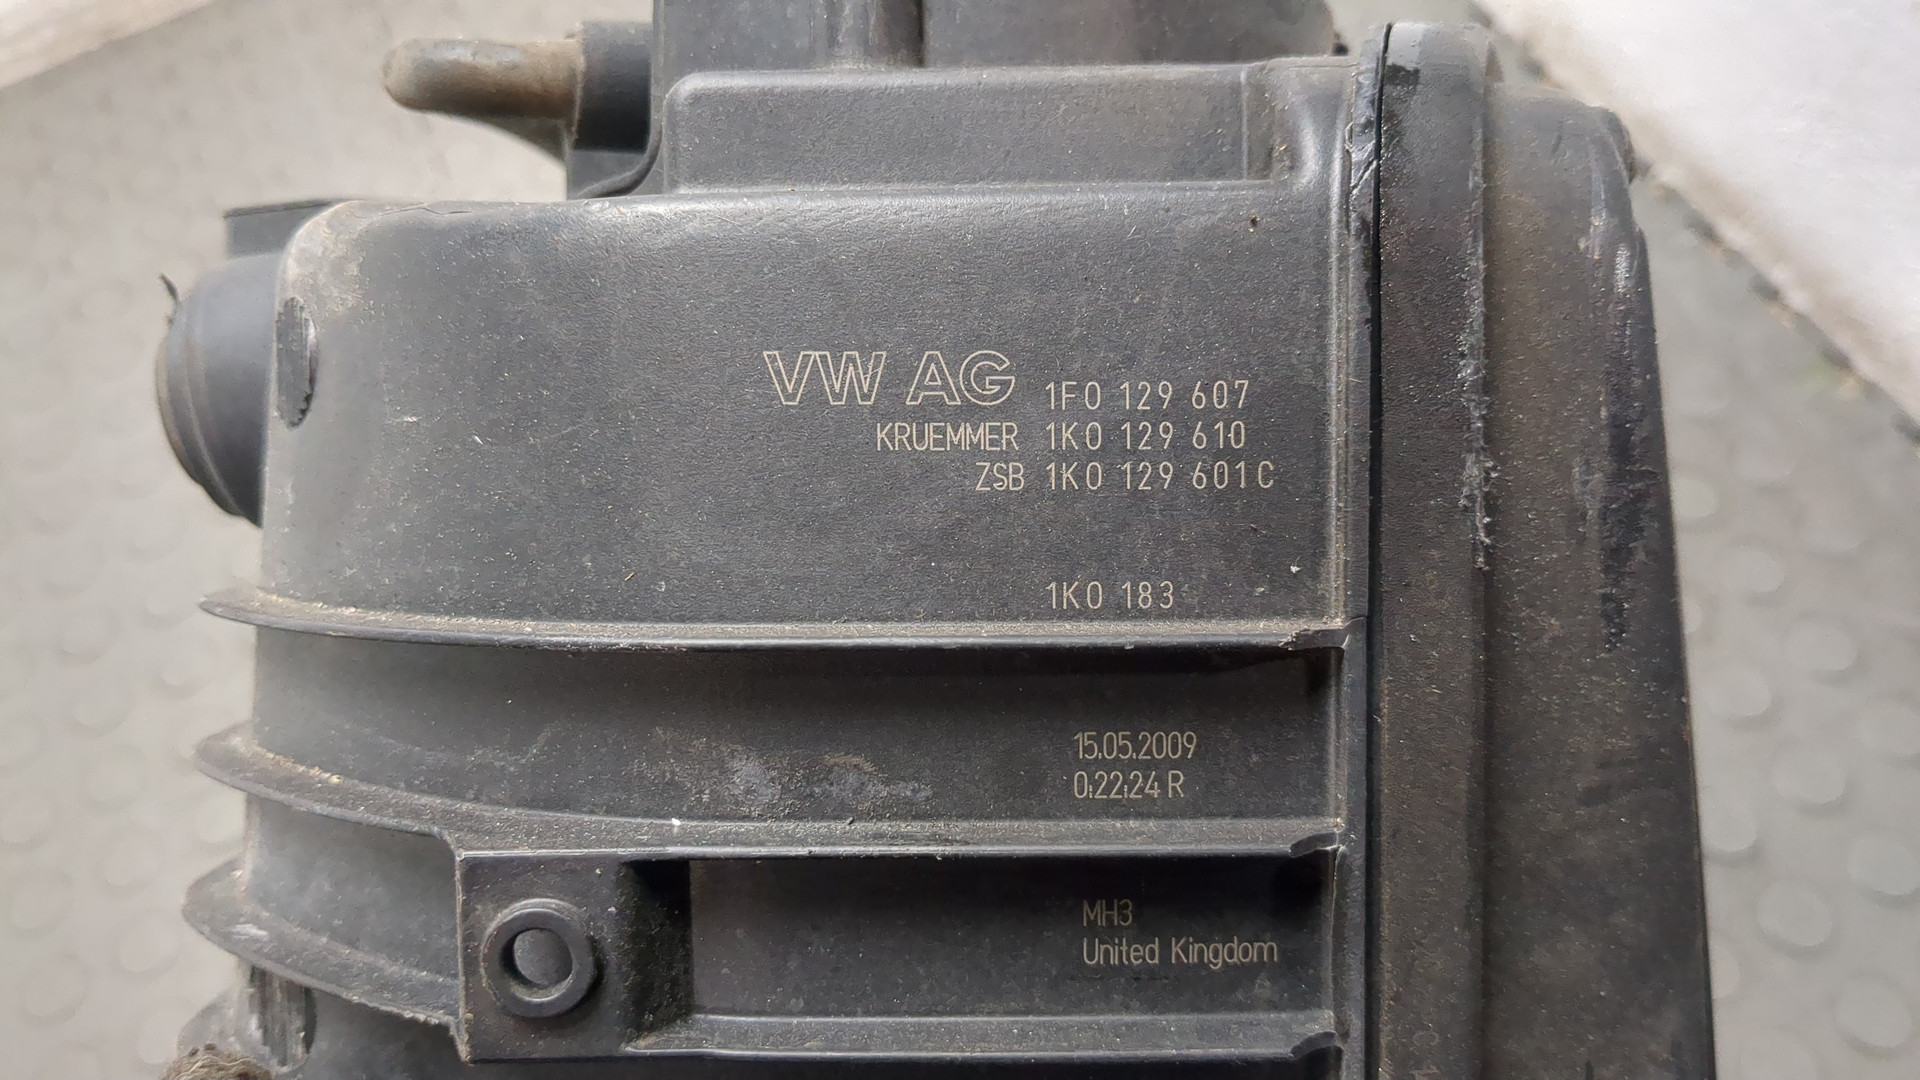 VW AG 1F0 129 607
KRUEMMER 1K0 129 610
ZSB 1K0 129 601C
1K0 183
15.05.2009
0:22:24 R
MH3
United Kingdom